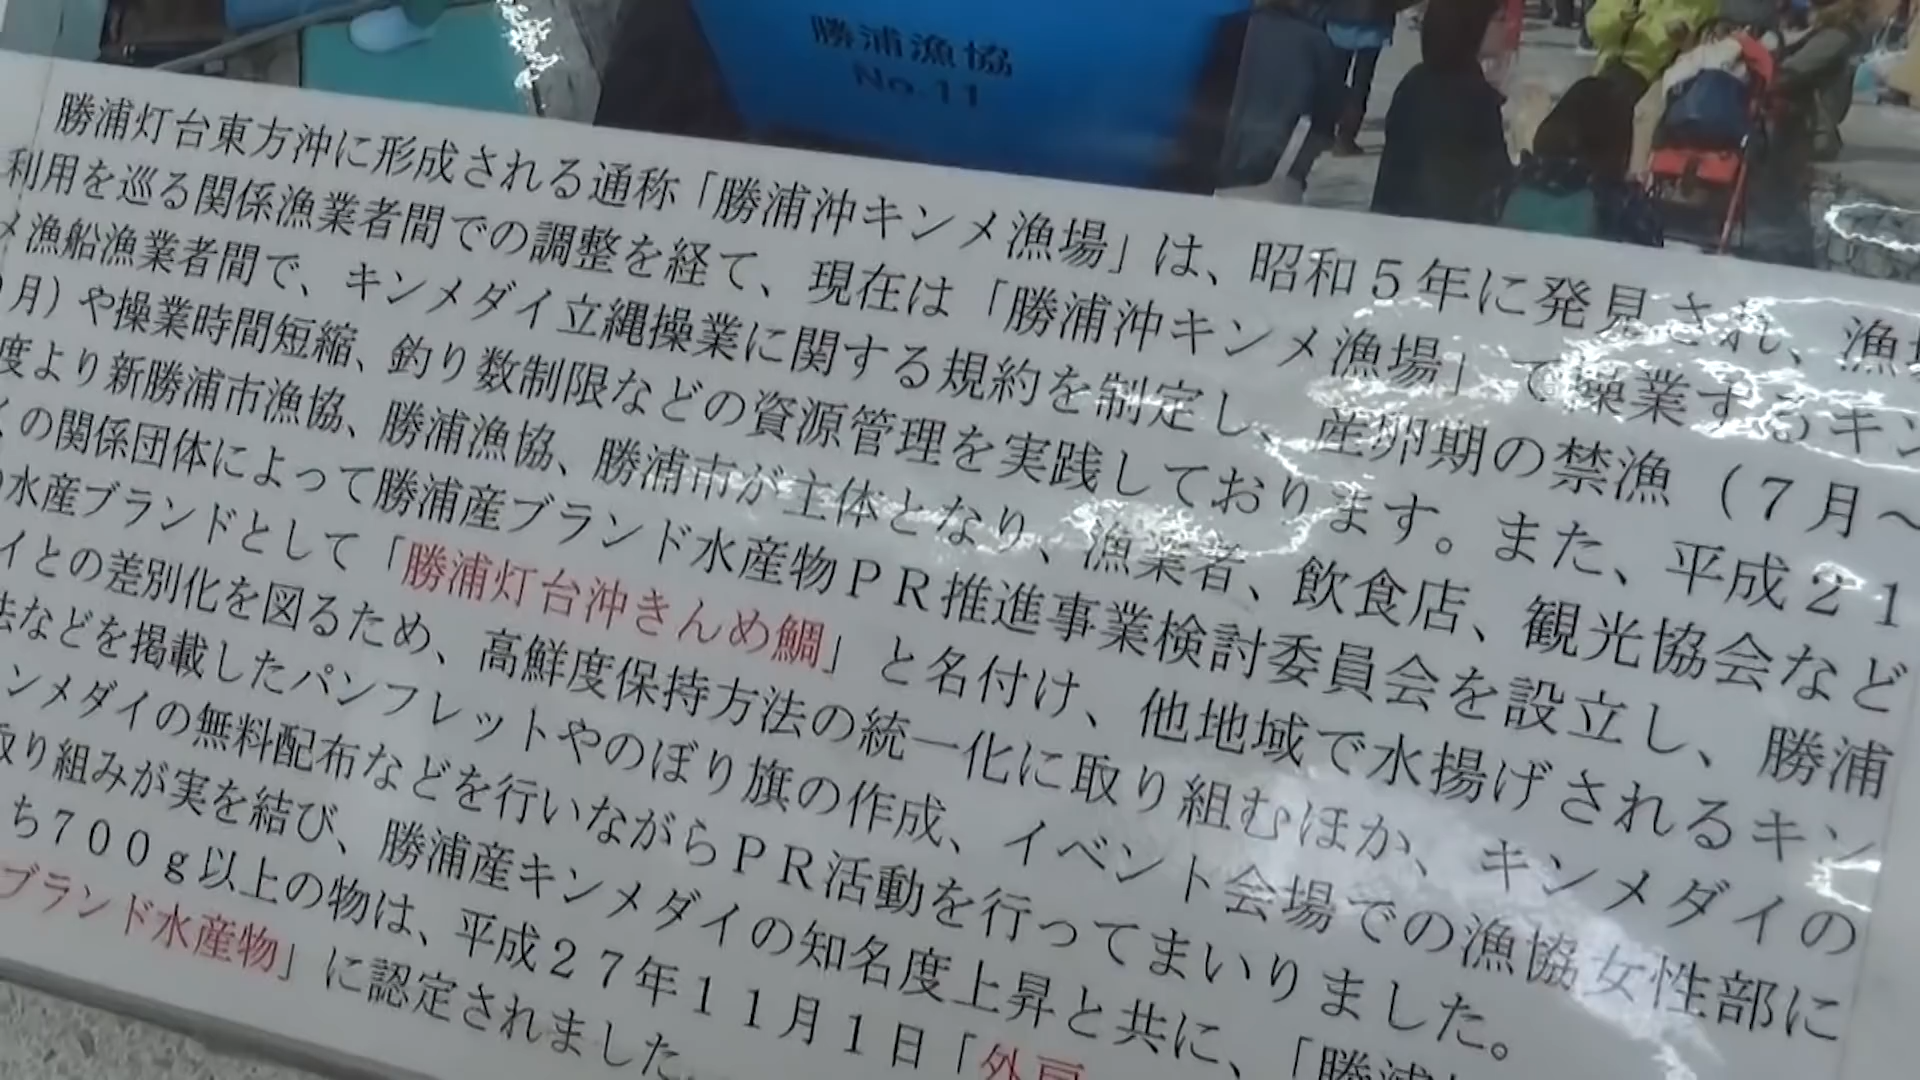 勝浦漁協
No.11
勝浦灯台東方沖に形成される通称「勝浦沖キンメ漁場」は、昭和5年に発見され、漁場
利用を巡る関係漁業者間での調整を経て、現在は「勝浦沖キンメ漁場」で操業するキン
メ漁船漁業者間で、キンメダイ立縄操業に関する規約を制定し、産卵期の禁漁（7月～
月）や操業時間短縮、釣り数制限などの資源管理を実践しております。また、平成21
度より新勝浦市漁協、勝浦漁協、勝浦市が主体となり、漁業者、飲食店、観光協会など
くの関係団体によって勝浦産ブランド水産物PR推進事業検討委員会を設立し、勝浦
の水産ブランドとして「勝浦灯台沖きんめ鯛」と名付け、他地域で水揚げされるキン
イとの差別化を図るため、高鮮度保持方法の統一化に取り組むほか、キンメダイの
法などを掲載したパンフレットやのぼり旗の作成、イベント会場での漁協女性部に
ンメダイの無料配布などを行いながらPR活動を行ってまいりました。
取り組みが実を結び、勝浦産キンメダイの知名度上昇と共に、「勝浦
ち700g以上の物は、平成27年11月1日「外房
ブランド水産物」に認定されました。